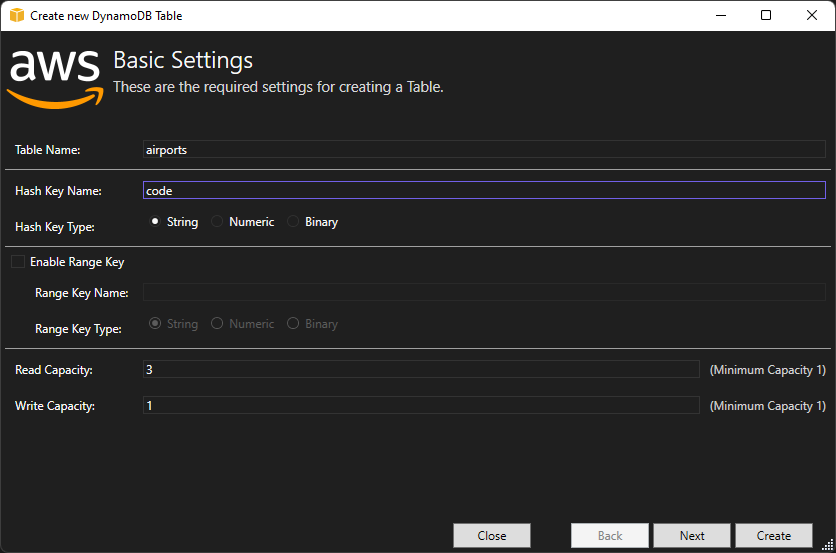 Create new DynamoDB Table
aws
Basic Settings
These are the required settings for creating a Table.
Table Name: airports
Hash Key Name: code
Hash Key Type: String Numeric Binary
Enable Range Key
Range Key Name:
Range Key Type: String Numeric Binary
Read Capacity: 3 (Minimum Capacity 1)
Write Capacity: 1 (Minimum Capacity 1)
Close Back Next Create